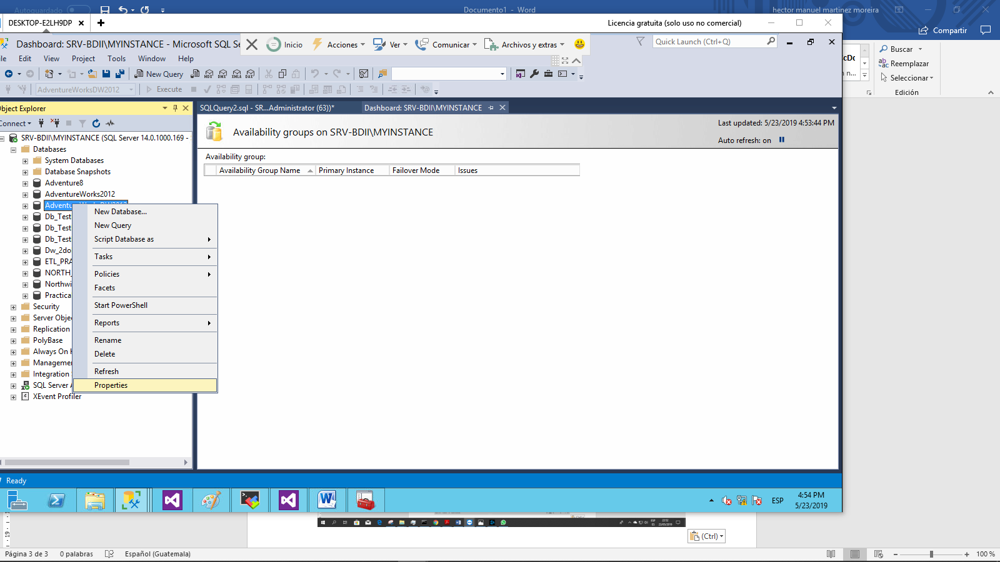 Autoguardado
Documento1 - Word
hector manuel martinez moreira
DESKTOP-E2LH9DP
Licencia gratuita (solo uso no comercial)
Compartir
Dashboard: SRV-BDII\MYINSTANCE - Microsoft SQL Se
Inicio
Acciones
Ver
Comunicar
Archivos y extras
Quick Launch (Ctrl+Q)
Buscar
Reemplazar
Seleccionar
Edición
ile Edit View Project Tools Window Help
New Query
MDX DMX XMLA DAX
AdventureWorksDW2012
Execute
bject Explorer
SQLQuery2.sql - SR...Administrator (63))*
Dashboard: SRV-BDII\MYINSTANCE
onnect
SRV-BDII\MYINSTANCE (SQL Server 14.0.1000.169 -
Databases
System Databases
Database Snapshots
Adventure8
AdventureWorks2012
Adventu
Db_Test
Db_Test
Db_Test
Dw_2do
ETL_PRA
NORTH_
Northwi
Practica
Security
Server Obje
Replication
PolyBase
Always On H
Managemen
Integration
SQL Server A
XEvent Profiler
New Database...
New Query
Script Database as
Tasks
Policies
Facets
Start PowerShell
Reports
Rename
Delete
Refresh
Properties
Availability groups on SRV-BDII\MYINSTANCE
Last updated: 5/23/2019 4:53:44 PM
Auto refresh: on
Availability group:
Availability Group Name Primary Instance Failover Mode Issues
Ready
ESP
4:54 PM
5/23/2019
(Ctrl)
Página 3 de 3
0 palabras
Español (Guatemala)
100 %